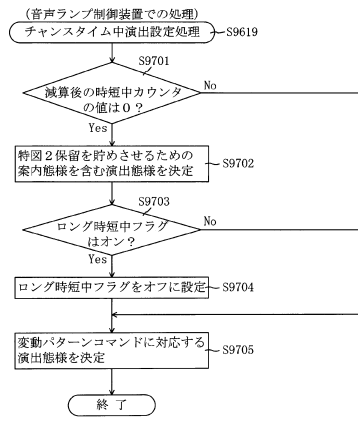 (音声ランプ制御装置での処理)
チャンスタイム中演出設定処理
S9619
S9701
減算後の時短中カウンタ
の値は0?
No
Yes
特図2保留を貯めさせるための
案内態様を含む演出態様を決定
S9702
S9703
ロング時短中フラグ
はオン?
No
Yes
ロング時短中フラグをオフに設定
S9704
変動パターンコマンドに対応する
演出態様を決定
S9705
終了